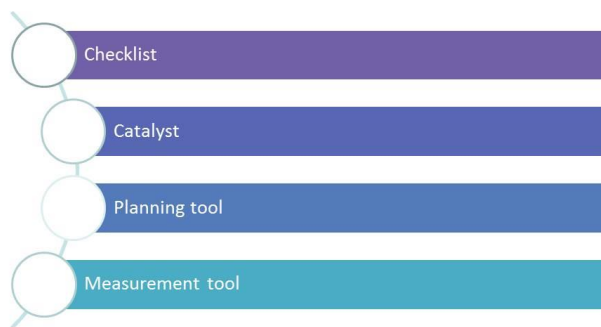 Checklist
Catalyst
Planning tool
Measurement tool